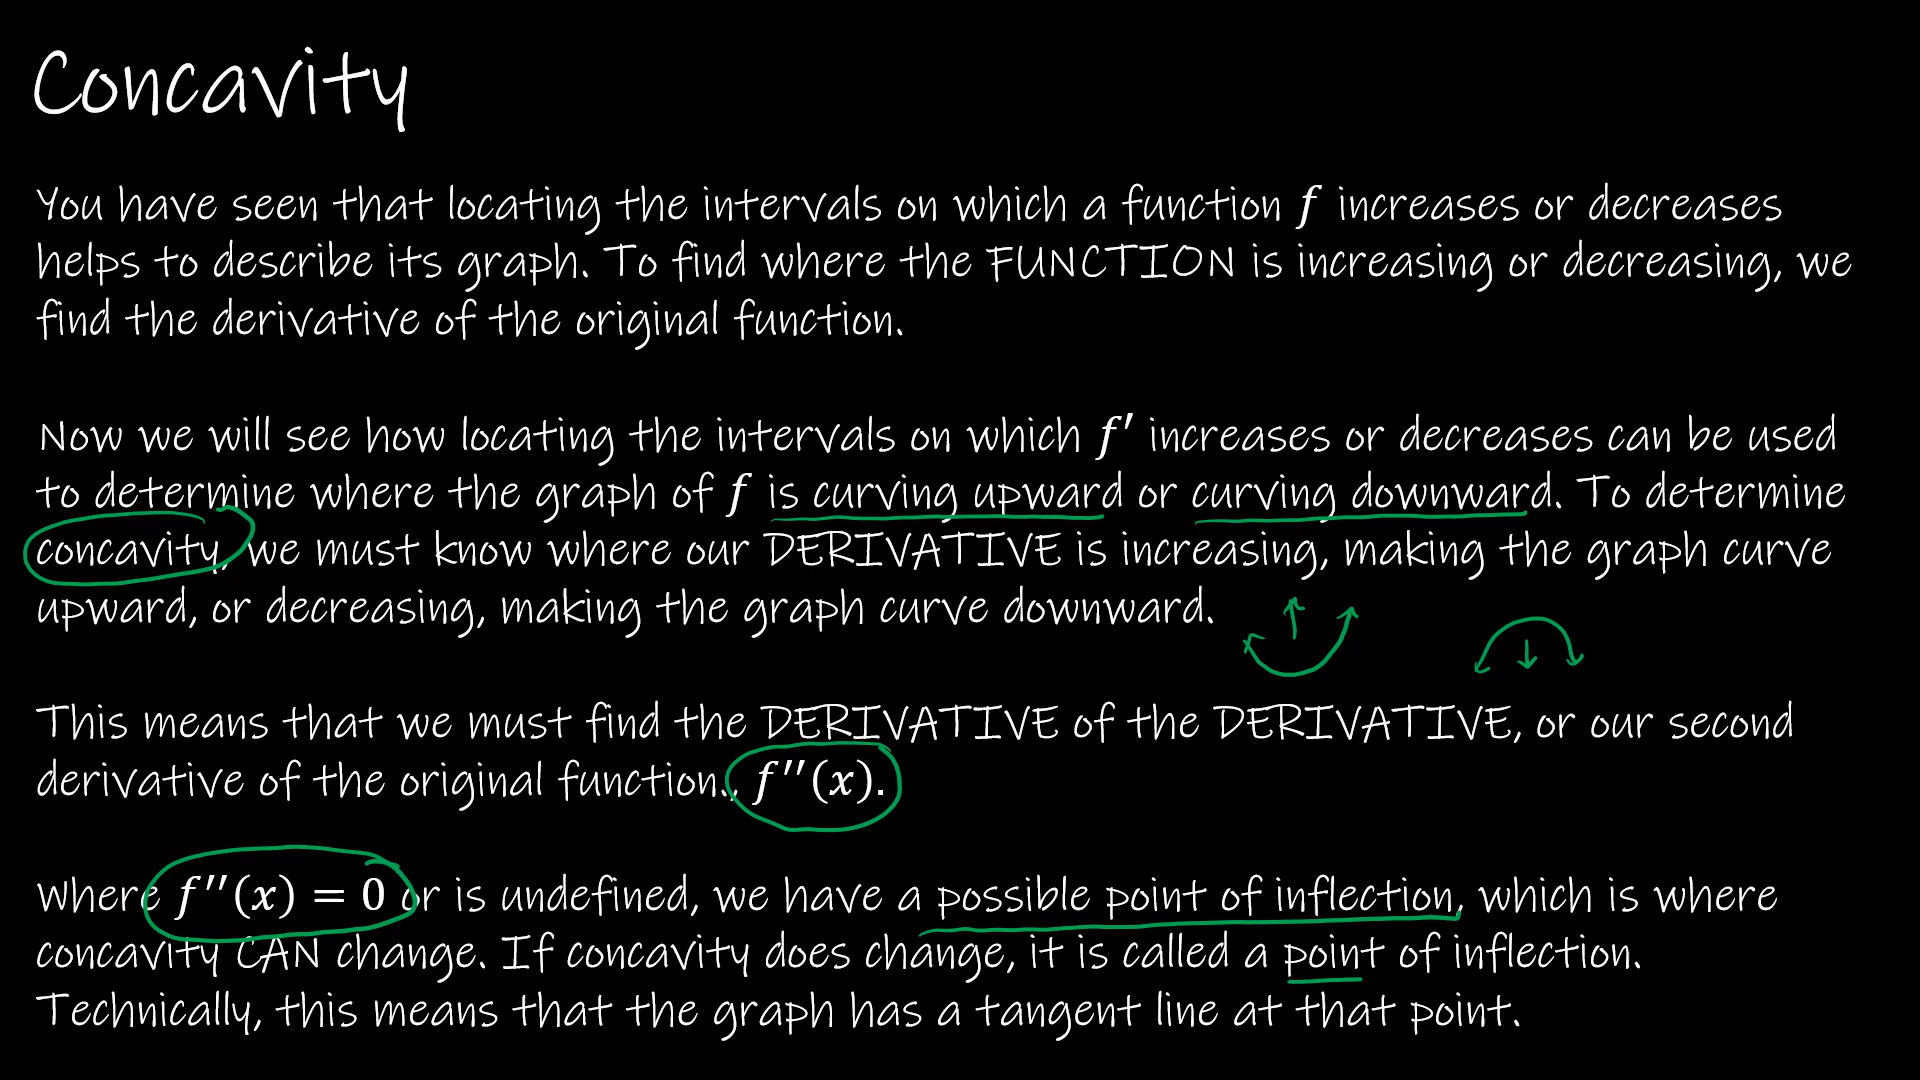 Concavity
You have seen that locating the intervals on which a function f increases or decreases
helps to describe its graph. To find where the FUNCTION is increasing or decreasing, we
find the derivative of the original function.
Now we will see how locating the intervals on which f′ increases or decreases can be used
to determine where the graph of f is curving upward or curving downward. To determine
concavity, we must know where our DERIVATIVE is increasing, making the graph curve
upward, or decreasing, making the graph curve downward.
This means that we must find the DERIVATIVE of the DERIVATIVE, or our second
derivative of the original function., f′′(x).
Where f′′(x) = 0 or is undefined, we have a possible point of inflection, which is where
concavity CAN change. If concavity does change, it is called a point of inflection.
Technically, this means that the graph has a tangent line at that point.